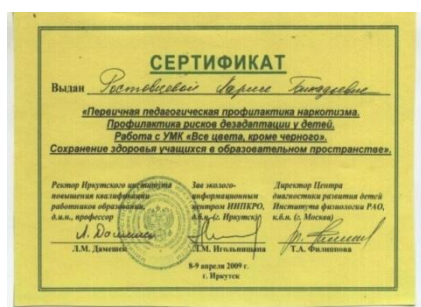 СЕРТИФИКАТ
Выдан Ростовцевой Ларисе Геннадьевне
«Первичная педагогическая профилактика наркотизма.
Профилактика рисков дезадаптации у детей.
Работа с УМК «Все цвета, кроме черного».
Сохранение здоровья учащихся в образовательном пространстве».
Ректор Иркутского института
повышения квалификации
работников образования,
д.и.н., профессор
Л.М. Дамешек
Зав эколого-
информационным
центром ИИПКРО,
(г. Иркутск)
Игольницына
Директор Центра
диагностики развития детей
Института физиологии РАО,
к.б.н. (г. Москва)
Т.А. Филиппова
8-9 апреля 2009 г.
г. Иркутск